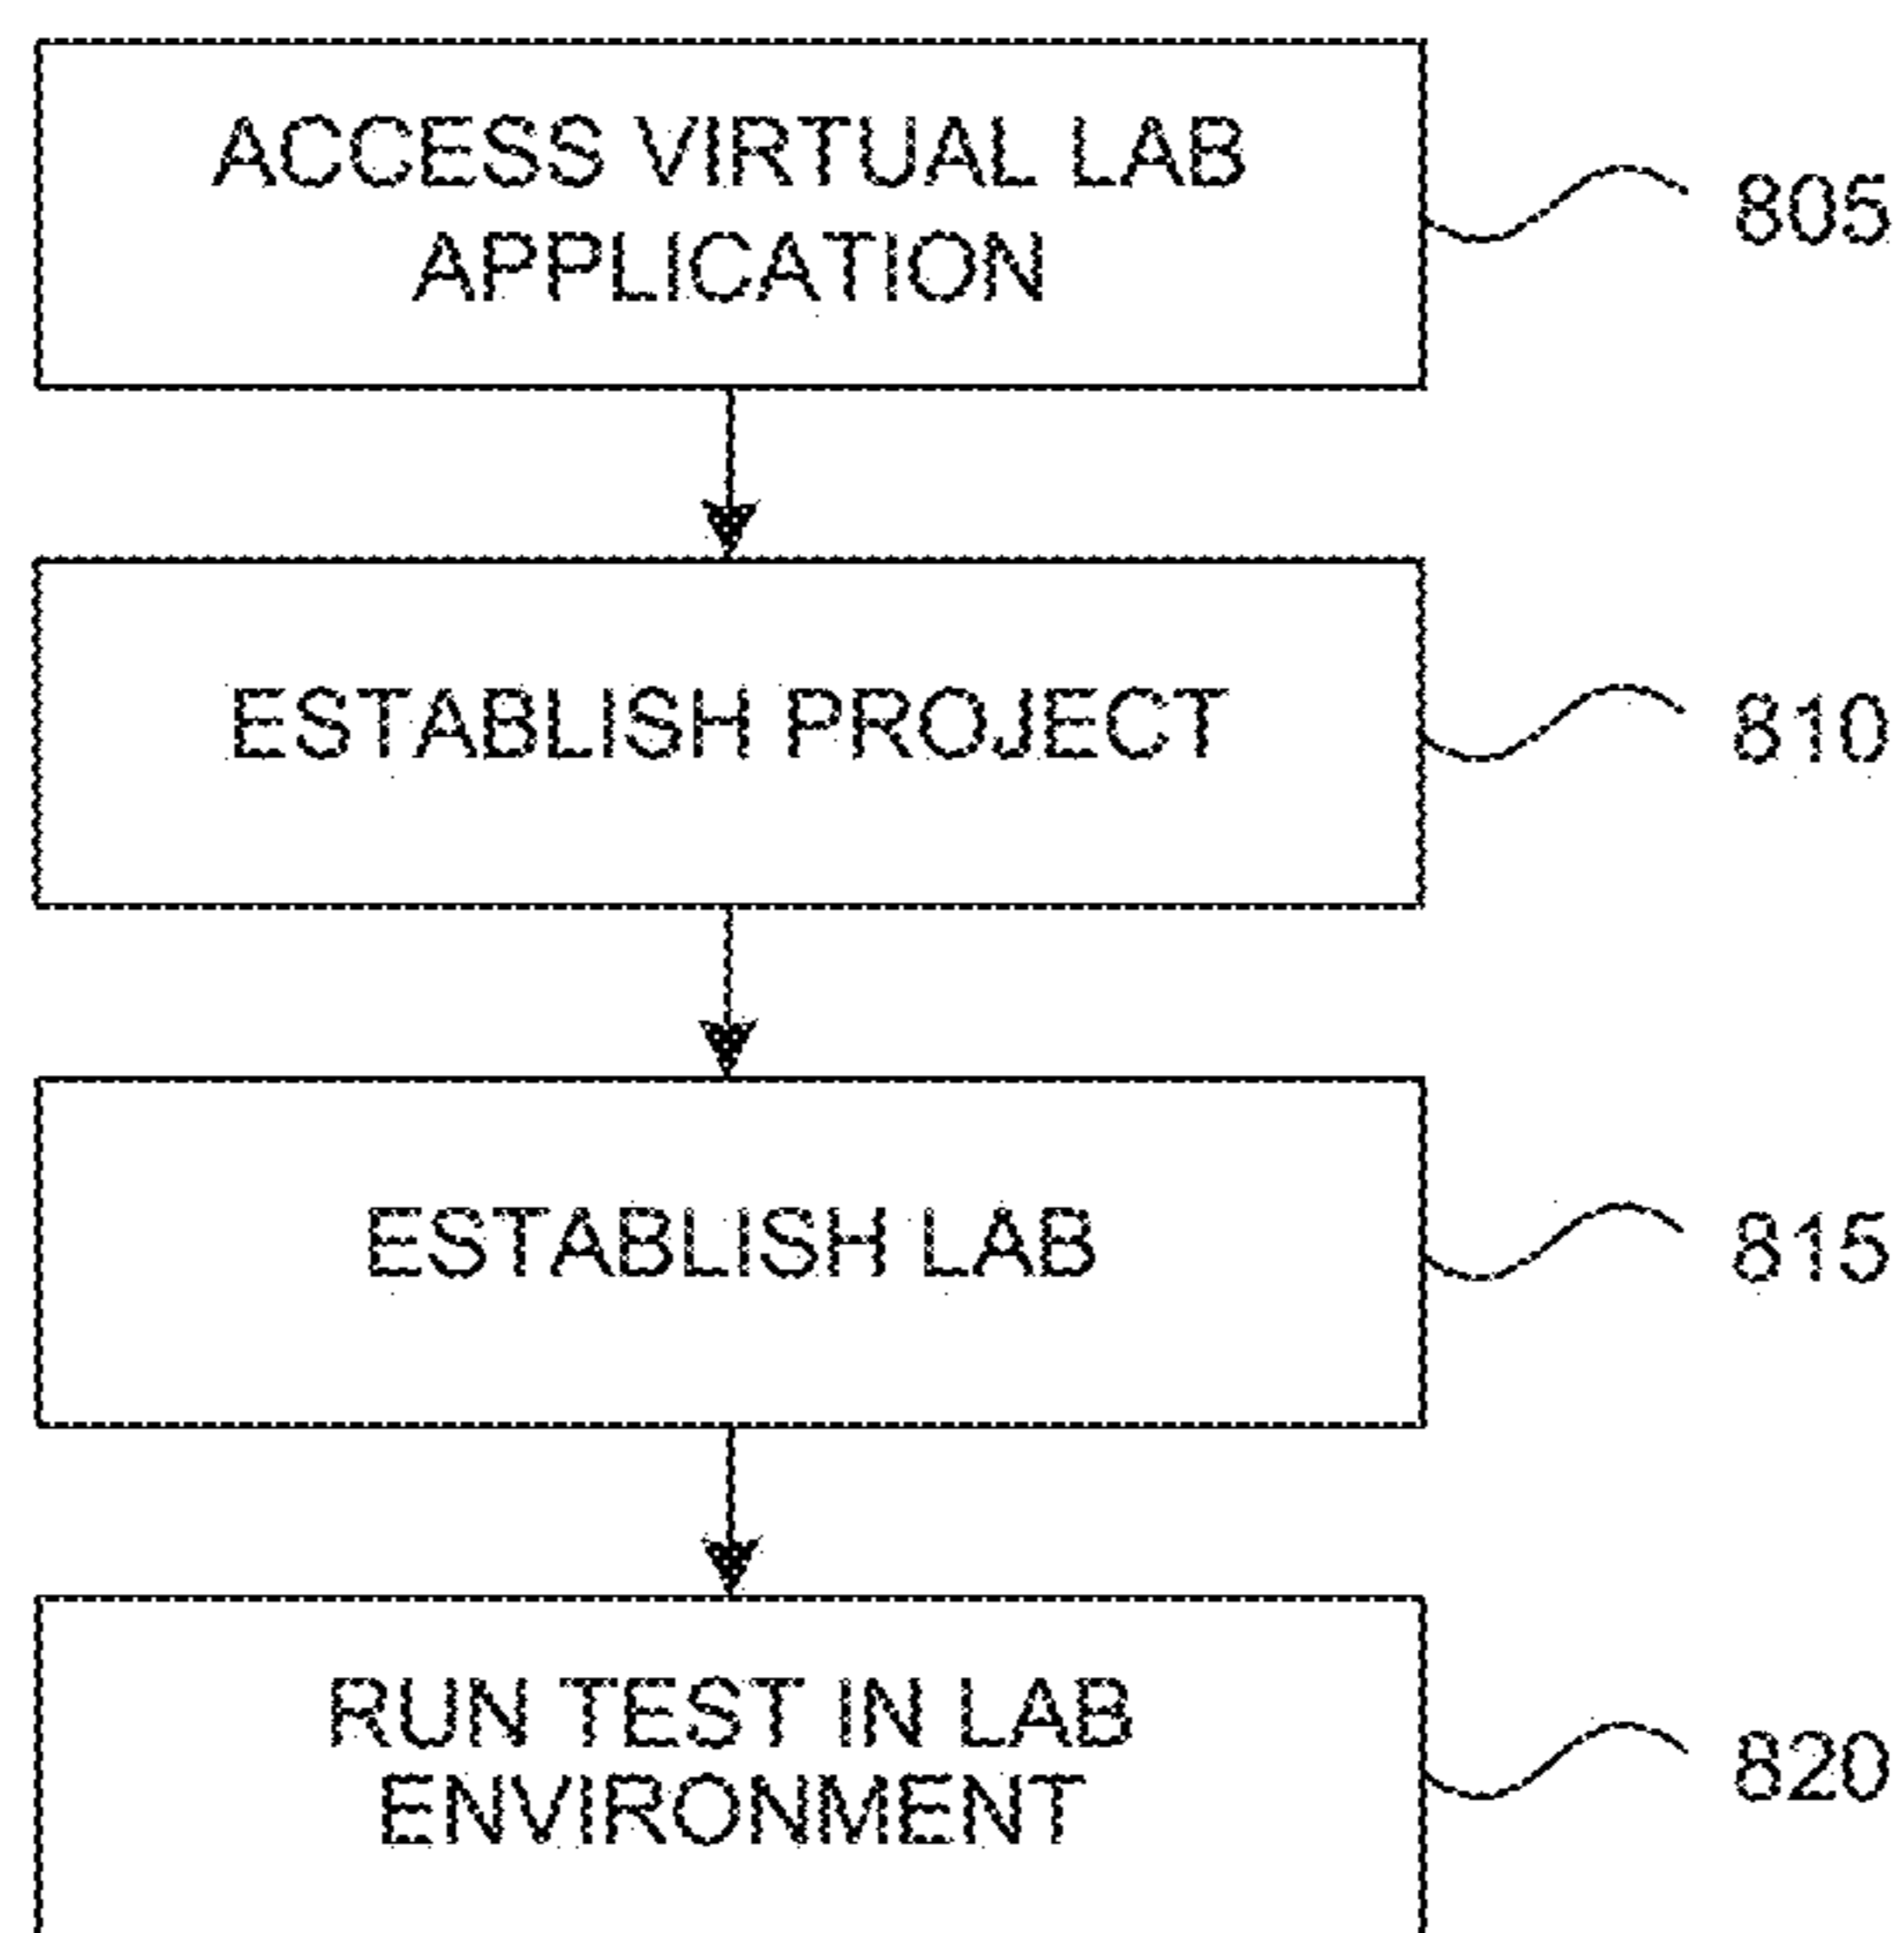 ACCESS VIRTUAL LAB
APPLICATION
805
ESTABLISH PROJECT
810
ESTABLISH LAB
815
RUN TEST IN LAB
ENVIRONMENT
820